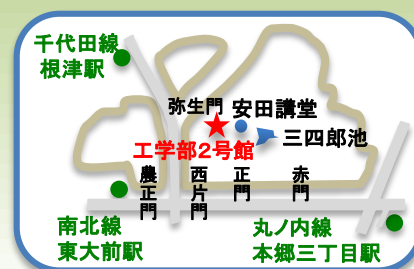 千代田線
根津駅
弥生門
安田講堂
三四郎池
工学部2号館
農正門
西片門
正門
赤門
南北線
東大前駅
丸ノ内線
本郷三丁目駅